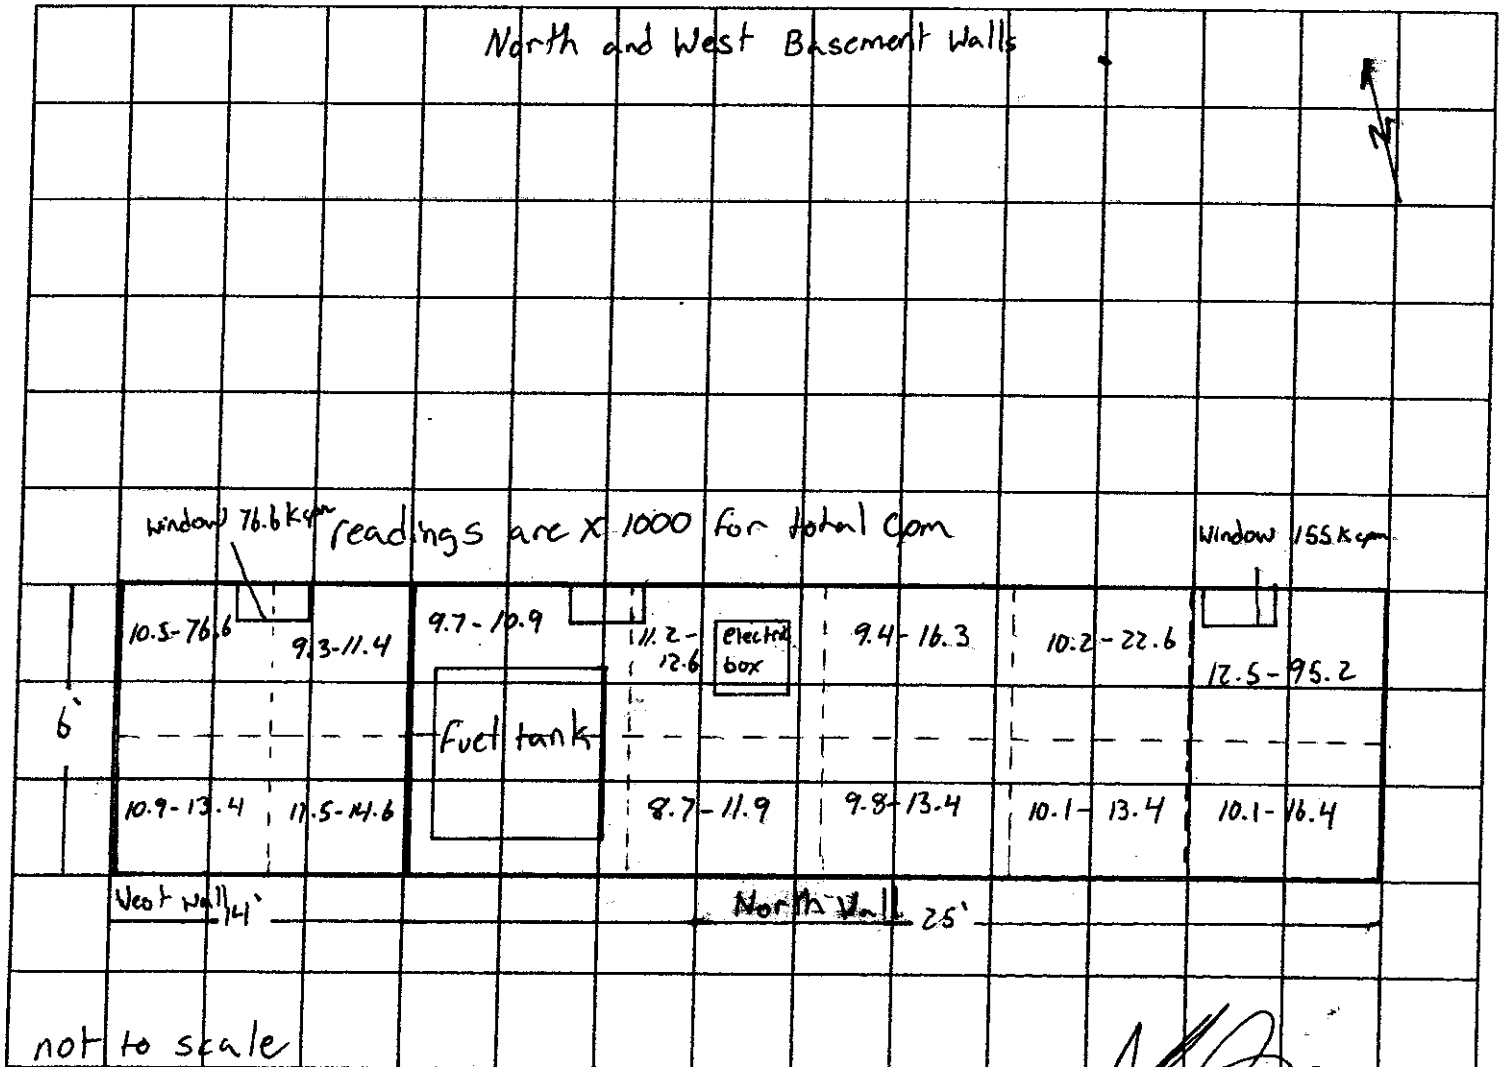 North and West Basement Walls
N
window 76.6 Kcpm
readings are x 1000 for total cpm
Window 155 Kcpm
10.5-76.6
9.3-11.4
9.7-10.9
11.2-
12.6
electric
box
9.4-16.3
10.2-22.6
12.5-95.2
6'
fuel tank
10.9-13.4
11.5-14.6
8.7-11.9
9.8-13.4
10.1-13.4
10.1-16.4
West Wall 14'
North Wall 25'
not to scale